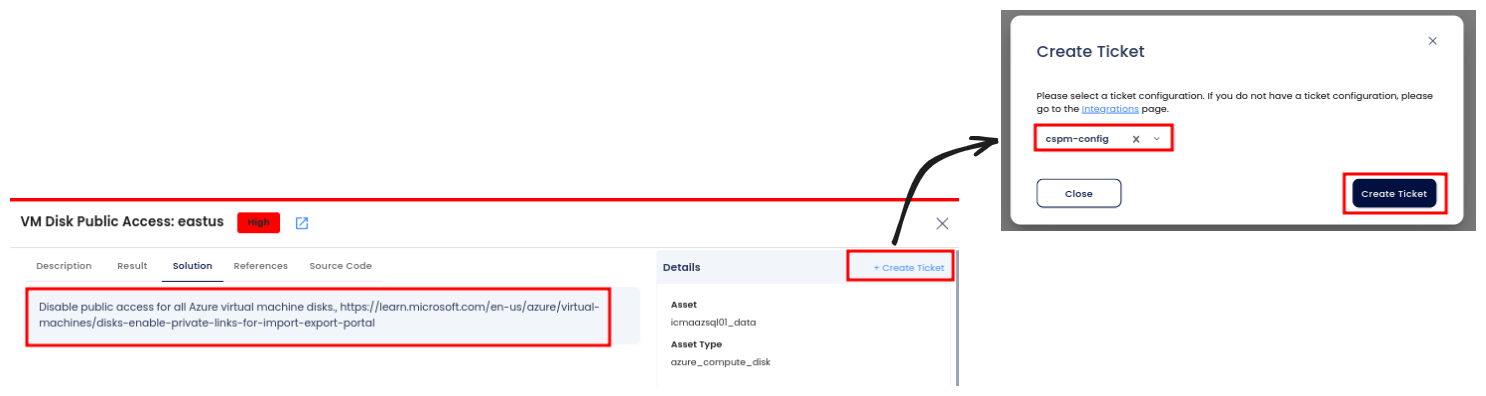 Create Ticket
Please select a ticket configuration. If you do not have a ticket configuration, please
go to the Integrations page.
cspm-config
Close
Create Ticket
VM Disk Public Access: eastus
High
Description
Result
Solution
References
Source Code
Disable public access for all Azure virtual machine disks., https://learn.microsoft.com/en-us/azure/virtual-
machines/disks-enable-private-links-for-import-export-portal
Details
+ Create Ticket
Asset
icmaazsql01_data
Asset Type
azure_compute_disk